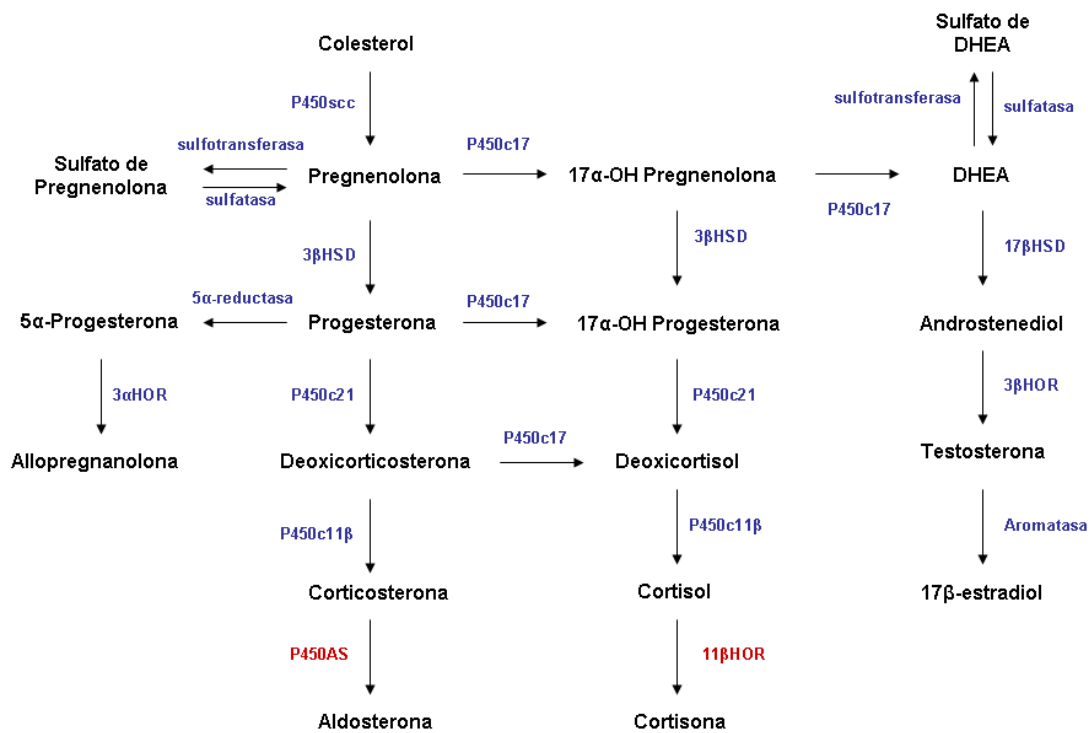 Sulfato de
DHEA
Colesterol
P450scc
sulfotransferasa
sulfatasa
sulfotransferasa
P450c17
Sulfato de
Pregnenolona
Pregnenolona
17α-OH Pregnenolona
DHEA
sulfatasa
P450c17
3βHSD
3βHSD
17βHSD
5α-reductasa
P450c17
5α-Progesterona
Progesterona
17α-OH Progesterona
Androstenediol
3αHOR
P450c21
P450c21
3βHOR
P450c17
Allopregnanolona
Deoxicorticosterona
Deoxicortisol
Testosterona
P450c11β
P450c11β
Aromatasa
Corticosterona
Cortisol
17β-estradiol
P450AS
11βHOR
Aldosterona
Cortisona